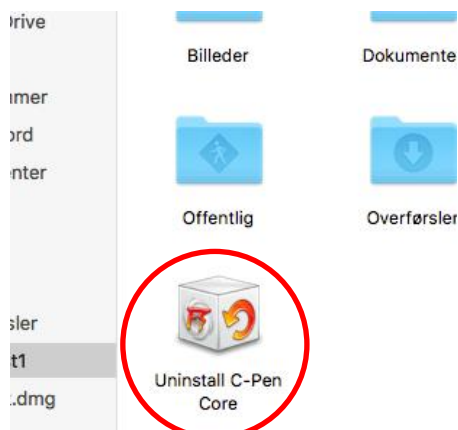 Drive
Billeder
Dokumente
umer
ord
enter
Offentlig
Overførsler
sler
t1
.dmg
Uninstall C-Pen
Core